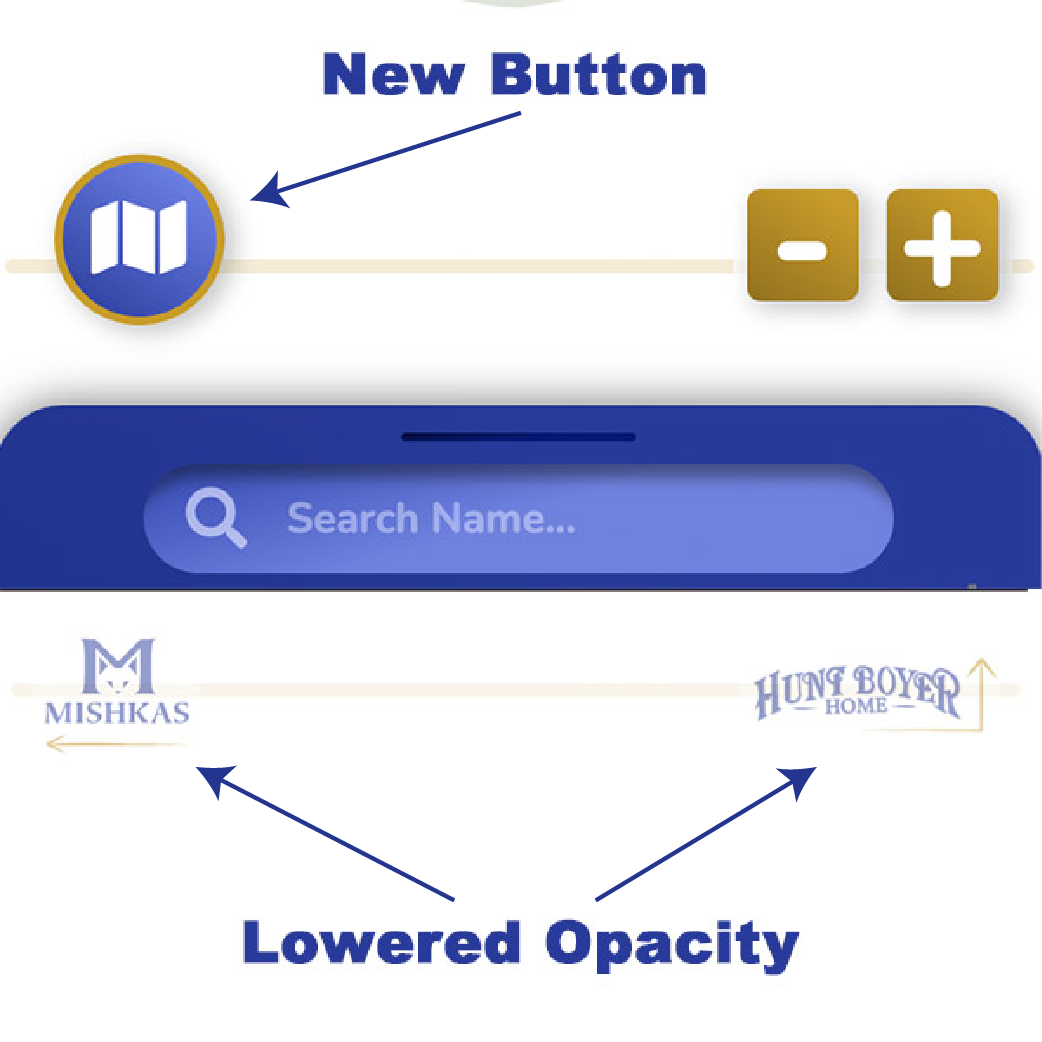 New Button
Search Name...
MISHKAS
HUNT BOYER
HOME
Lowered Opacity